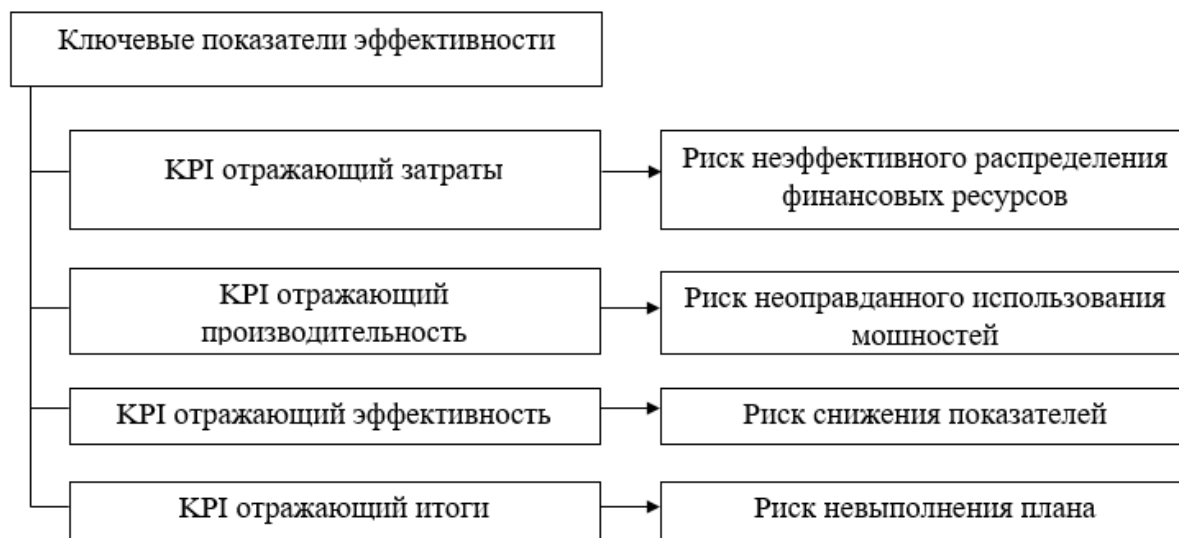 Ключевые показатели эффективности
KPI отражающий затраты
Риск неэффективного распределения
финансовых ресурсов
KPI отражающий
производительность
Риск неоправданного использования
мошностей
KPI отражающий эффективность
Риск снижения показателей
KPI отражающий итоги
Риск невыполнения плана